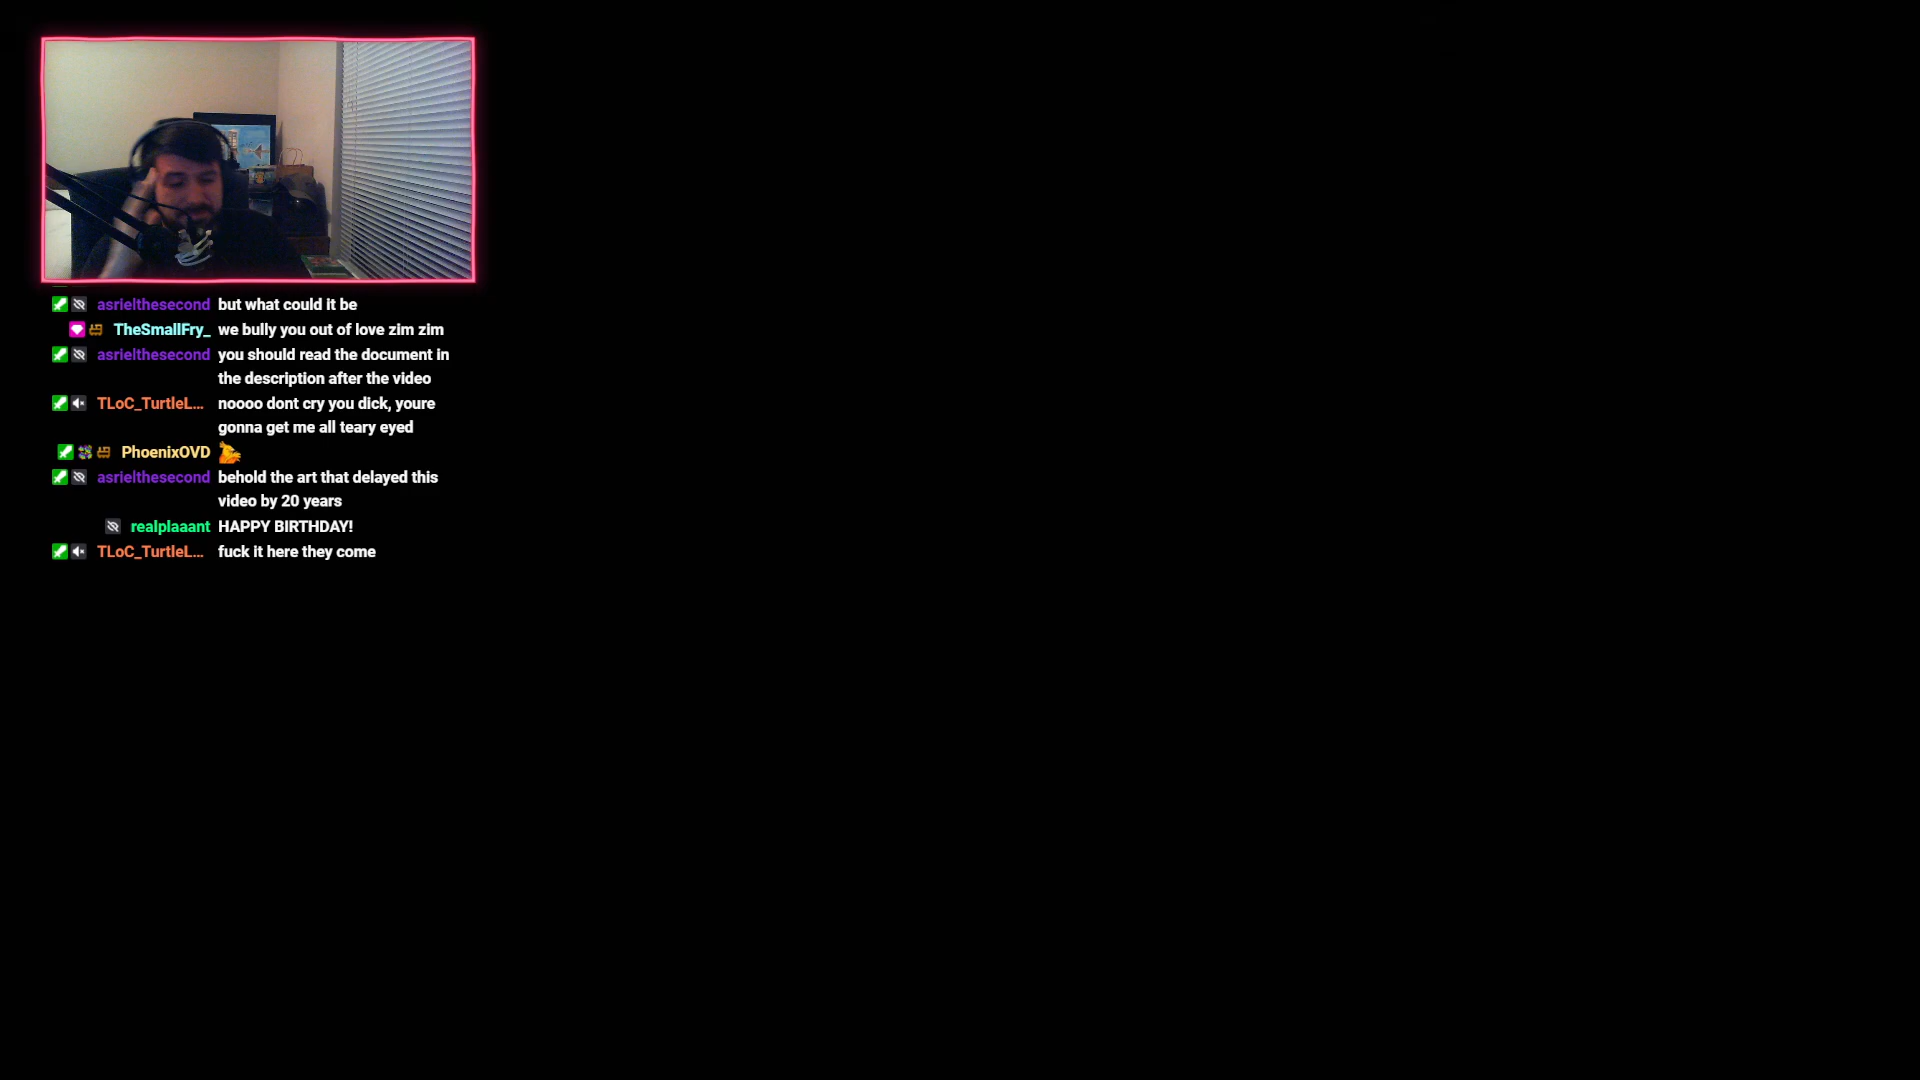 asrielthesecond but what could it be
TheSmallFry_ we bully you out of love zim zim
asrielthesecond you should read the document in
the description after the video
TLoC_TurtleL... noooo dont cry you dick, youre
gonna get me all teary eyed
PhoenixOVD
asrielthesecond behold the art that delayed this
video by 20 years
realplaaant HAPPY BIRTHDAY!
TLoC_TurtleL... fuck it here they come